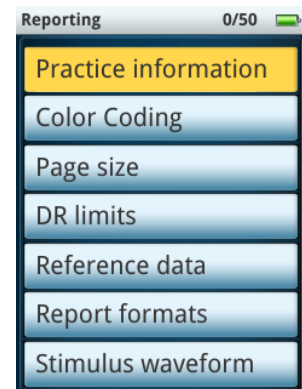 Reporting 0/50
Practice information
Color Coding
Page size
DR limits
Reference data
Report formats
Stimulus waveform